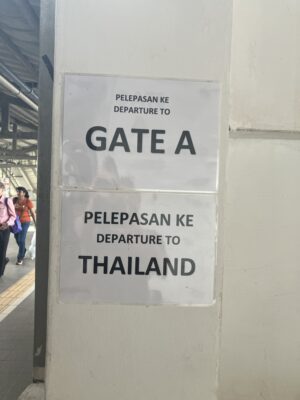 PELEPASAN KE
DEPARTURE TO
GATE A
PELEPASAN KE
DEPARTURE TO
THAILAND